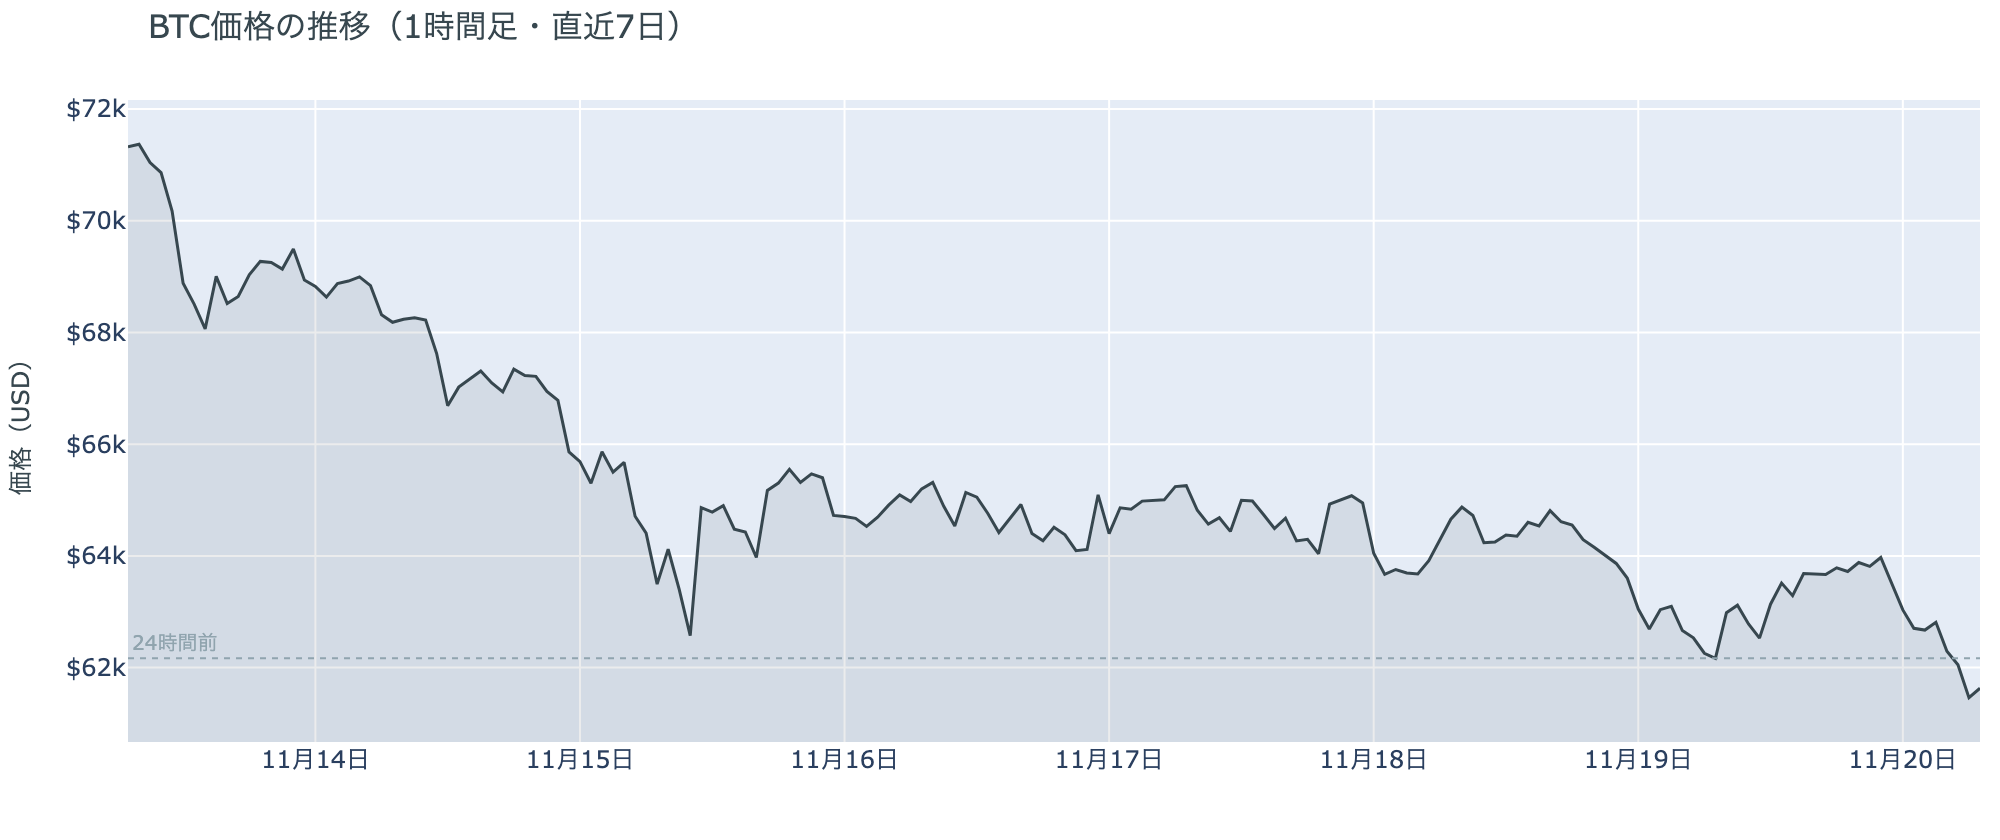 BTC価格の推移（1時間足・直近7日）
価格（USD）
$72k
$70k
$68k
$66k
$64k
$62k
24時間前
11月14日
11月15日
11月16日
11月17日
11月18日
11月19日
11月20日